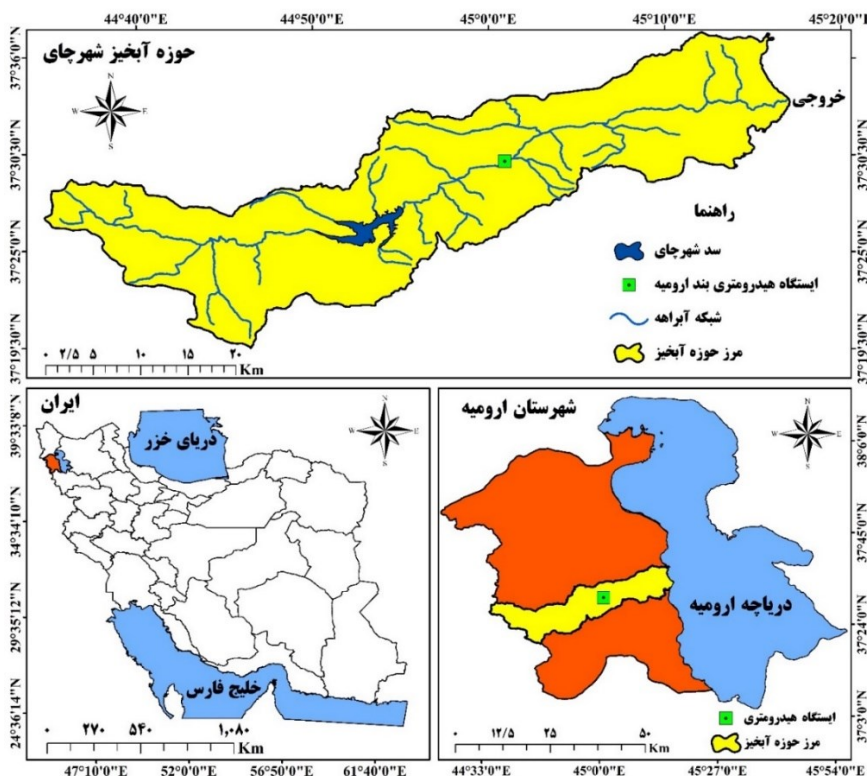 44°40'0"E 44°50'0"E 45°0'0"E 45°10'0"E 45°20'0"E
حوزه آبخیز شهرچای
N
W E
S
37°36'0"N
37°30'30"N
37°25'0"N
37°19'30"N
37°36'0"N
37°30'30"N
37°25'0"N
37°19'30"N
خروجی
راهنما
سد شهرچای
ایستگاه هیدرومتری بند ارومیه
شبکه آبراهه
مرز حوزه آبخیز
۰ ۲/۵ ۵ ۱۰ ۱۵ ۲۰
Km
ایران
N
W E
S
دریای خزر
خلیج فارس
39°33'8"N
34°34'10"N
29°35'12"N
24°36'14"N
۰ ۲۷۰ ۵۴۰ ۱,۰۸۰
Km
47°10'0"E 52°0'0"E 56°50'0"E 61°40'0"E
شهرستان ارومیه
N
W E
S
دریاچه ارومیه
38°6'0"N
37°45'0"N
37°24'0"N
37°3'0"N
ایستگاه هیدرومتری
مرز حوزه آبخیز
۰ ۱۲/۵ ۲۵ ۵۰
Km
44°33'0"E 45°0'0"E 45°27'0"E 45°54'0"E